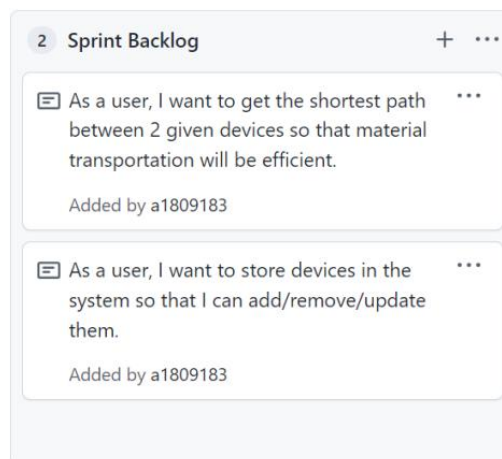 2 Sprint Backlog
As a user, I want to get the shortest path
between 2 given devices so that material
transportation will be efficient.
Added by a1809183
As a user, I want to store devices in the
system so that I can add/remove/update
them.
Added by a1809183